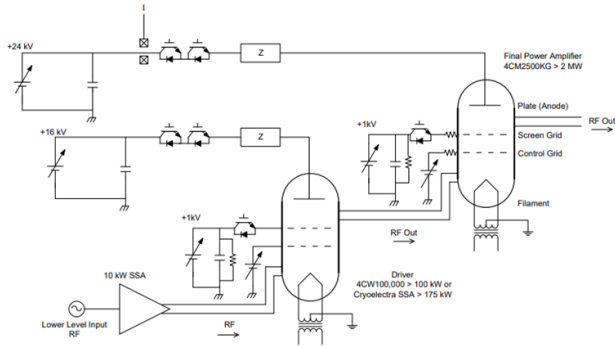 I
+24 kV
Z
Final Power Amplifier
4CM2500KG > 2 MW
Plate (Anode)
RF Out
+1kV
Screen Grid
Control Grid
+16 kV
Z
Filament
+1kV
RF Out
10 kW SSA
Driver
4CW100,000 > 100 kW or
Cryoelectra SSA > 175 kW
Lower Level Input
RF
RF